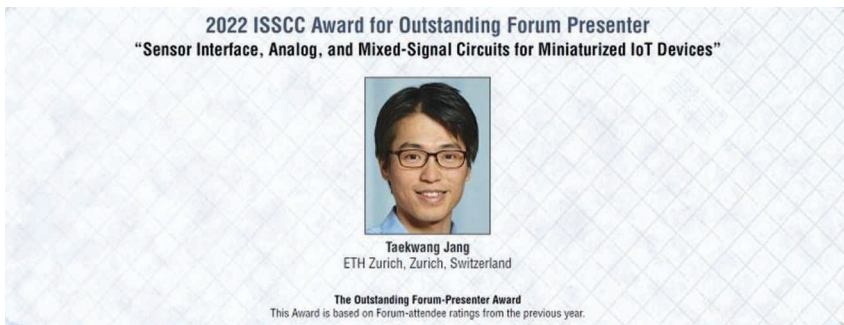 2022 ISSCC Award for Outstanding Forum Presenter
“Sensor Interface, Analog, and Mixed-Signal Circuits for Miniaturized IoT Devices”
Taekwang Jang
ETH Zurich, Zurich, Switzerland
The Outstanding Forum-Presenter Award
This Award is based on Forum-attendee ratings from the previous year.